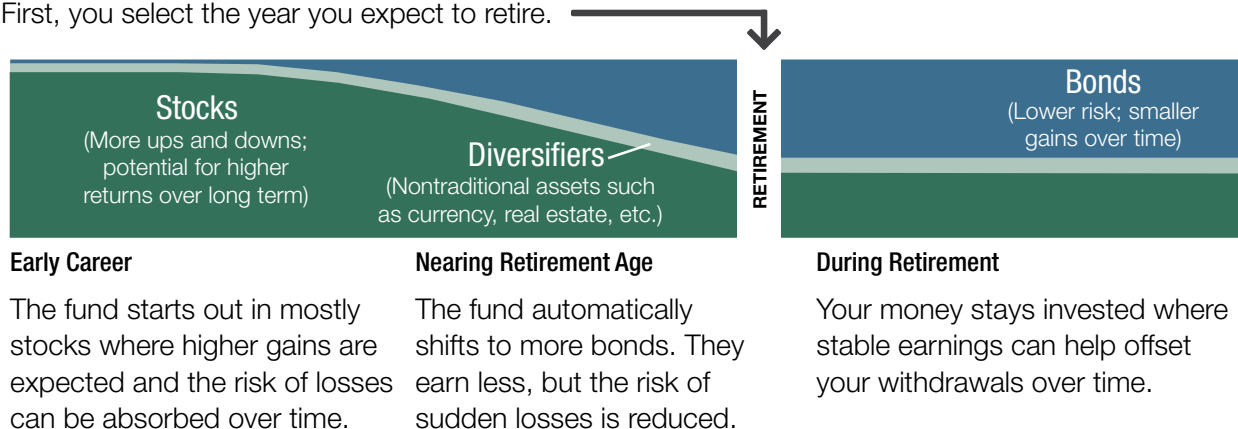 First, you select the year you expect to retire.
Stocks
(More ups and downs;
potential for higher
returns over long term)
Diversifiers
(Nontraditional assets such
as currency, real estate, etc.)
RETIREMENT
Bonds
(Lower risk; smaller
gains over time)
Early Career
The fund starts out in mostly
stocks where higher gains are
expected and the risk of losses
can be absorbed over time.
Nearing Retirement Age
The fund automatically
shifts to more bonds. They
earn less, but the risk of
sudden losses is reduced.
During Retirement
Your money stays invested where
stable earnings can help offset
your withdrawals over time.